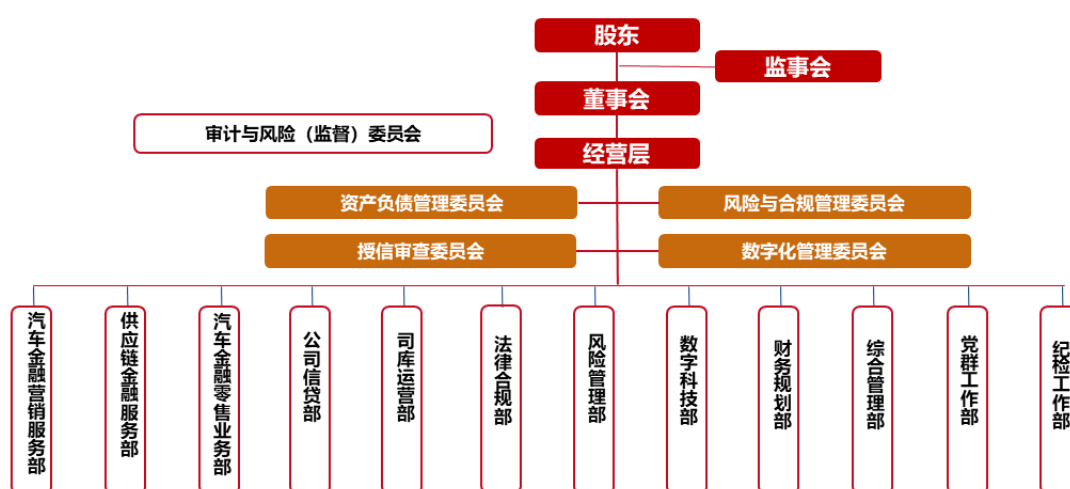 股东
监事会
董事会
审计与风险（监督）委员会
经营层
资产负债管理委员会
风险与合规管理委员会
授信审查委员会
数字化管理委员会
汽车金融营销服务部
供应链金融服务部
汽车金融零售业务部
公司信贷部
司库运营部
法律合规部
风险管理部
数字科技部
财务规划部
综合管理部
党群工作部
纪检工作部